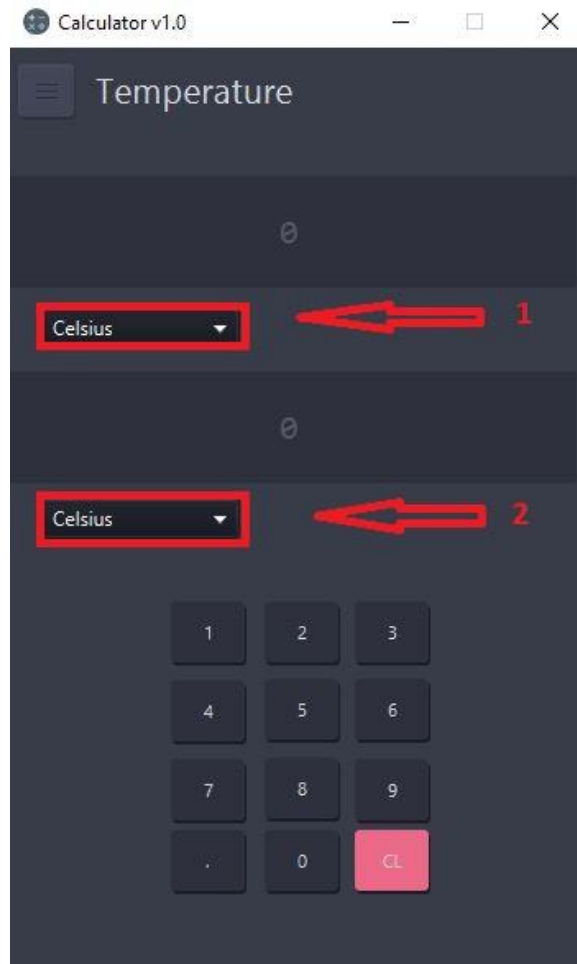 Calculator v1.0
Temperature
0
Celsius
1
0
Celsius
2
1 2 3
4 5 6
7 8 9
. 0 CL